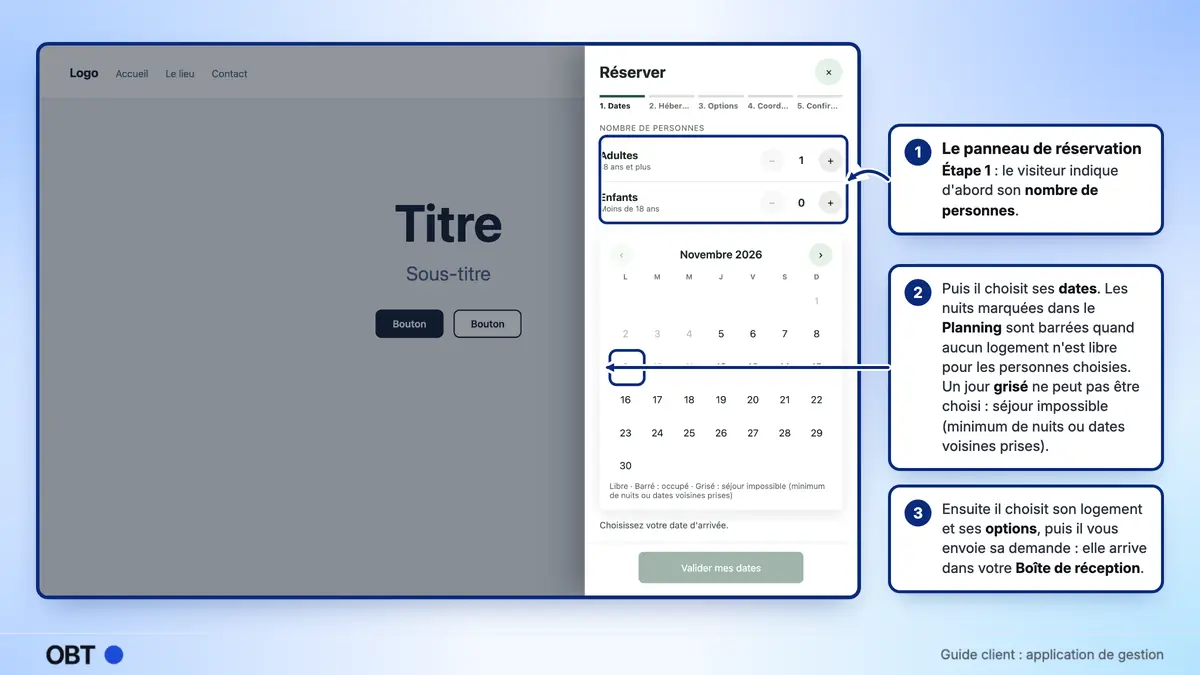 Logo Accueil Le lieu Contact
Titre
Sous-titre
Bouton Bouton
Réserver
×
1. Dates 2. Héber... 3. Options 4. Coord... 5. Confir...
NOMBRE DE PERSONNES
Adultes
8 ans et plus
− 1 +
Enfants
Moins de 18 ans
− 0 +
‹ Novembre 2026 ›
L M M J V S D
1
2 3 4 5 6 7 8
16 17 18 19 20 21 22
23 24 25 26 27 28 29
30
Libre · Barré : occupé · Grisé : séjour impossible (minimum
de nuits ou dates voisines prises)
Choisissez votre date d'arrivée.
Valider mes dates
1
Le panneau de réservation
Étape 1 : le visiteur indique
d'abord son nombre de
personnes.
2
Puis il choisit ses dates. Les
nuits marquées dans le
Planning sont barrées quand
aucun logement n'est libre
pour les personnes choisies.
Un jour grisé ne peut pas être
choisi : séjour impossible
(minimum de nuits ou dates
voisines prises).
3
Ensuite il choisit son logement
et ses options, puis il vous
envoie sa demande : elle arrive
dans votre Boîte de réception.
OBT
Guide client : application de gestion